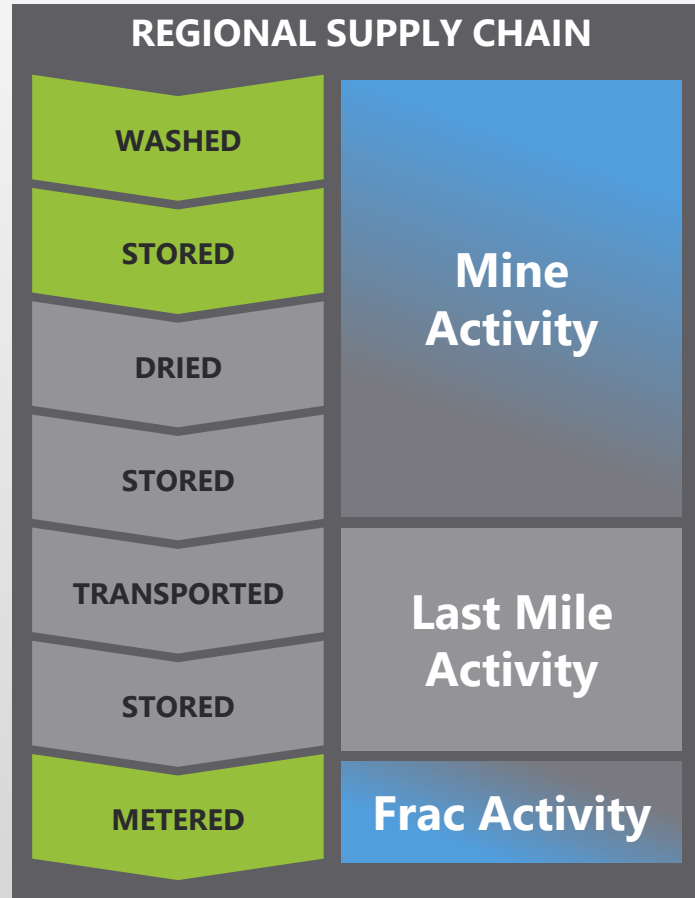 REGIONAL SUPPLY CHAIN
WASHED
STORED
DRIED
STORED
TRANSPORTED
STORED
METERED
Mine
Activity
Last Mile
Activity
Frac Activity